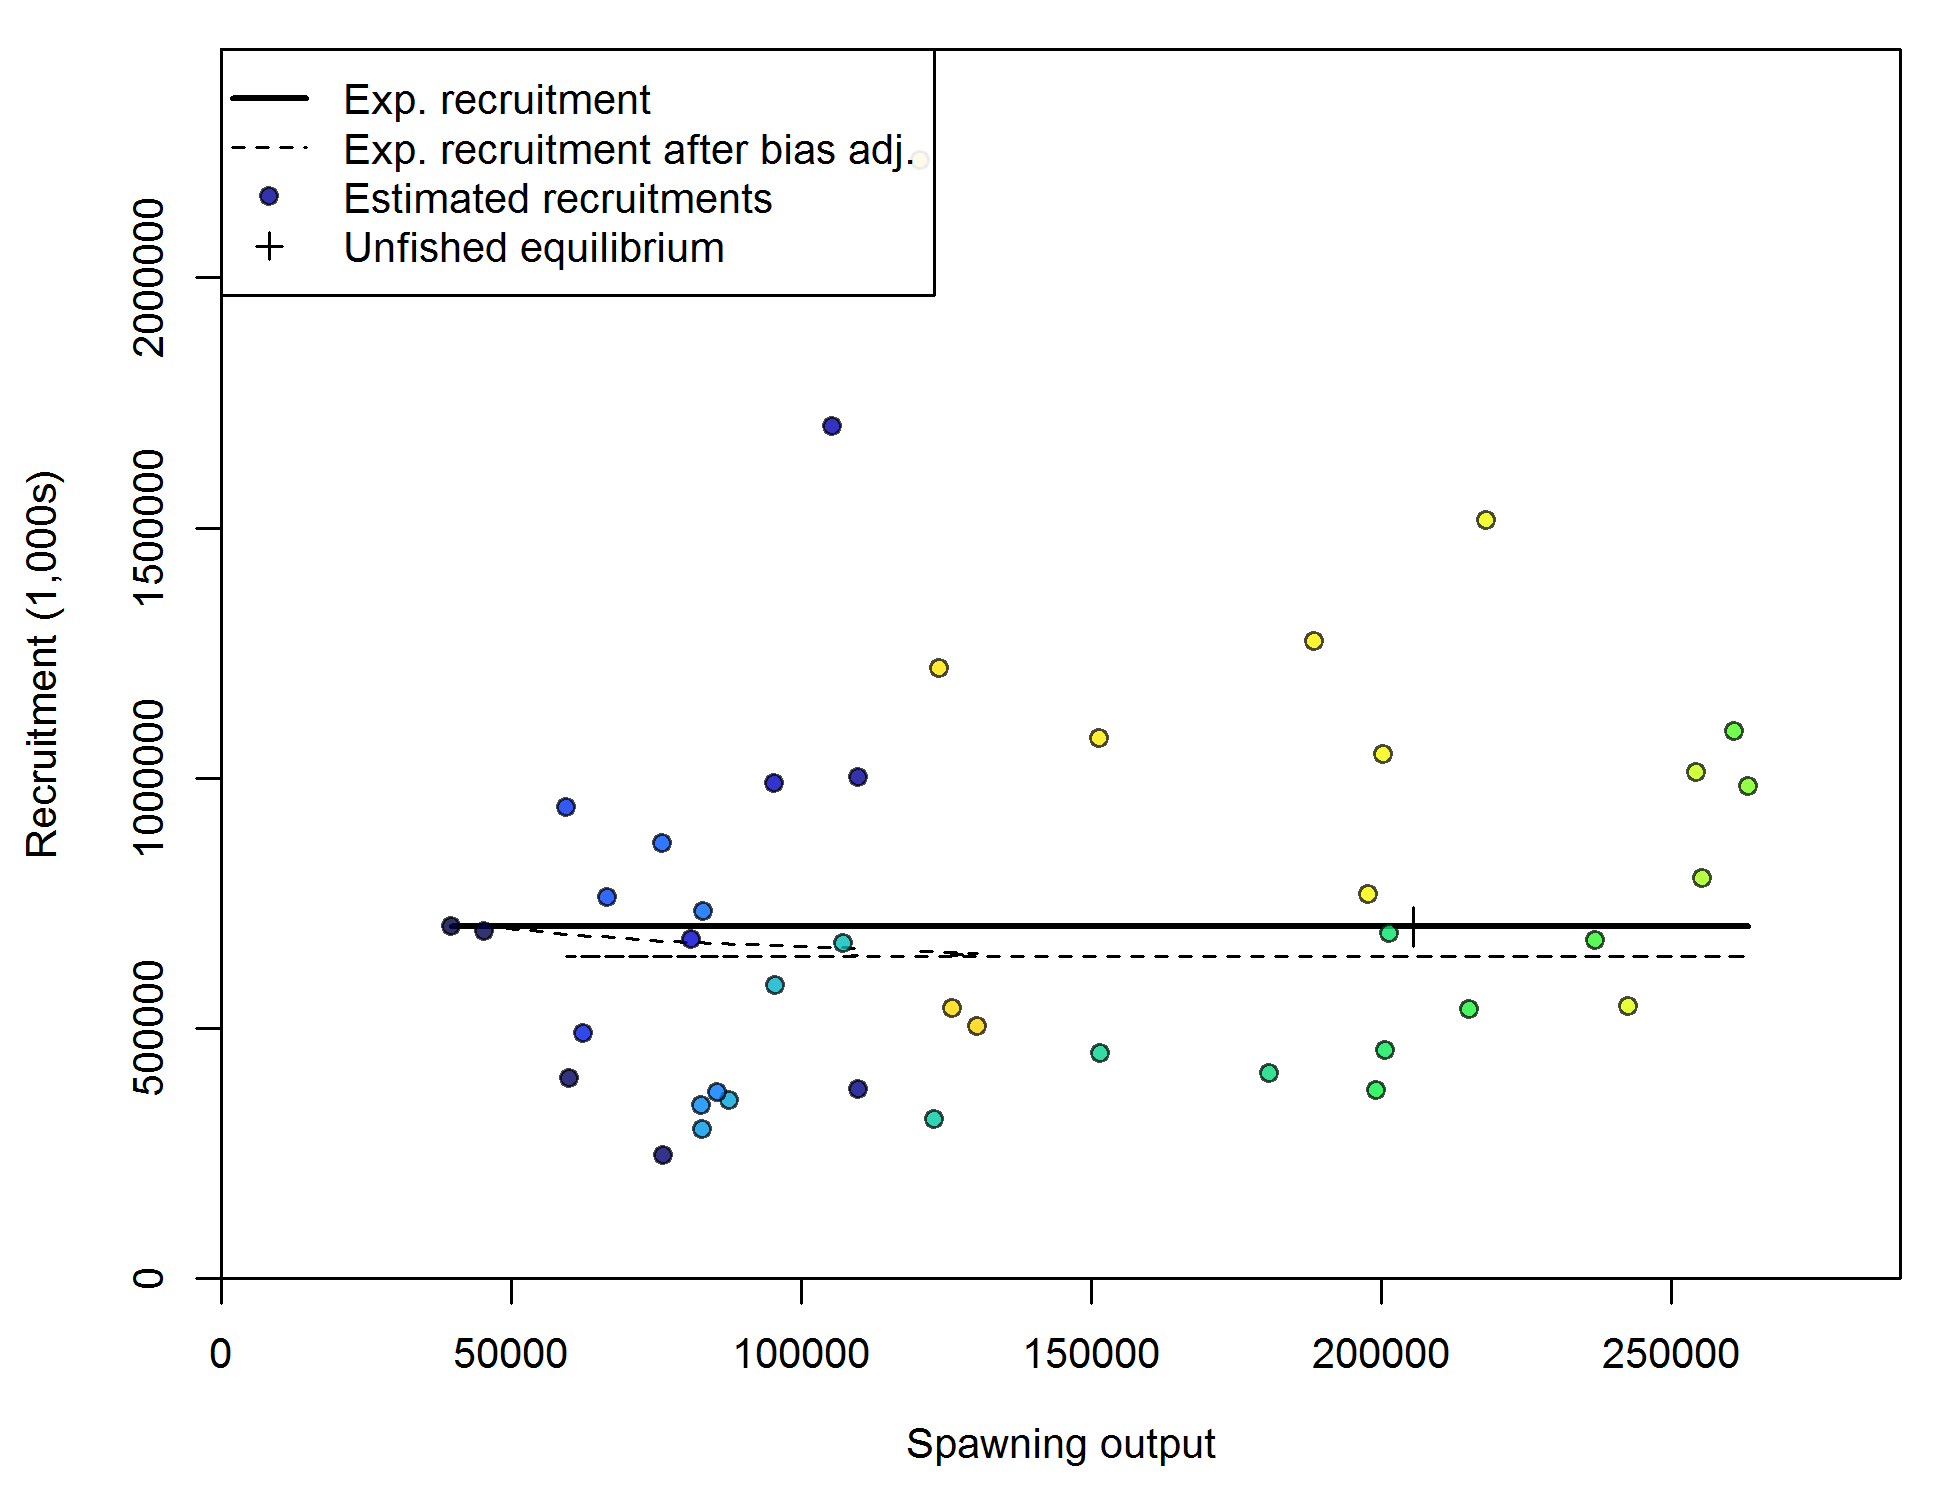 Exp. recruitment
Exp. recruitment after bias adj.
Estimated recruitments
Unfished equilibrium
Recruitment (1,000s)
2000000
1500000
1000000
500000
0
0
50000
100000
150000
200000
250000
Spawning output